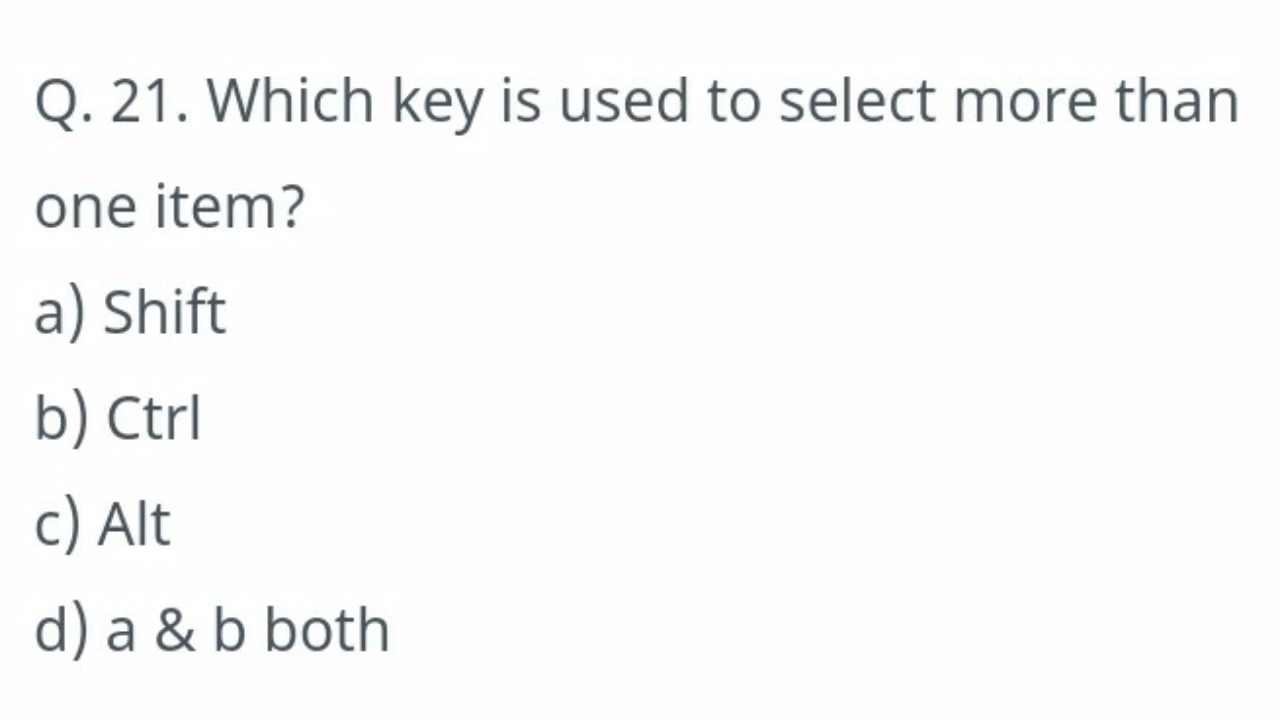 Q. 21. Which key is used to select more than
one item?
a) Shift
b) Ctrl
c) Alt
d) a & b both